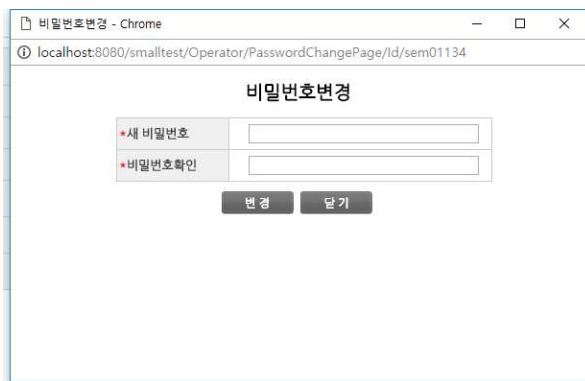 비밀번호변경 - Chrome
localhost:8080/smalltest/Operator/PasswordChangePage/Id/sem01134
비밀번호변경
*새 비밀번호
*비밀번호확인
변 경 닫 기